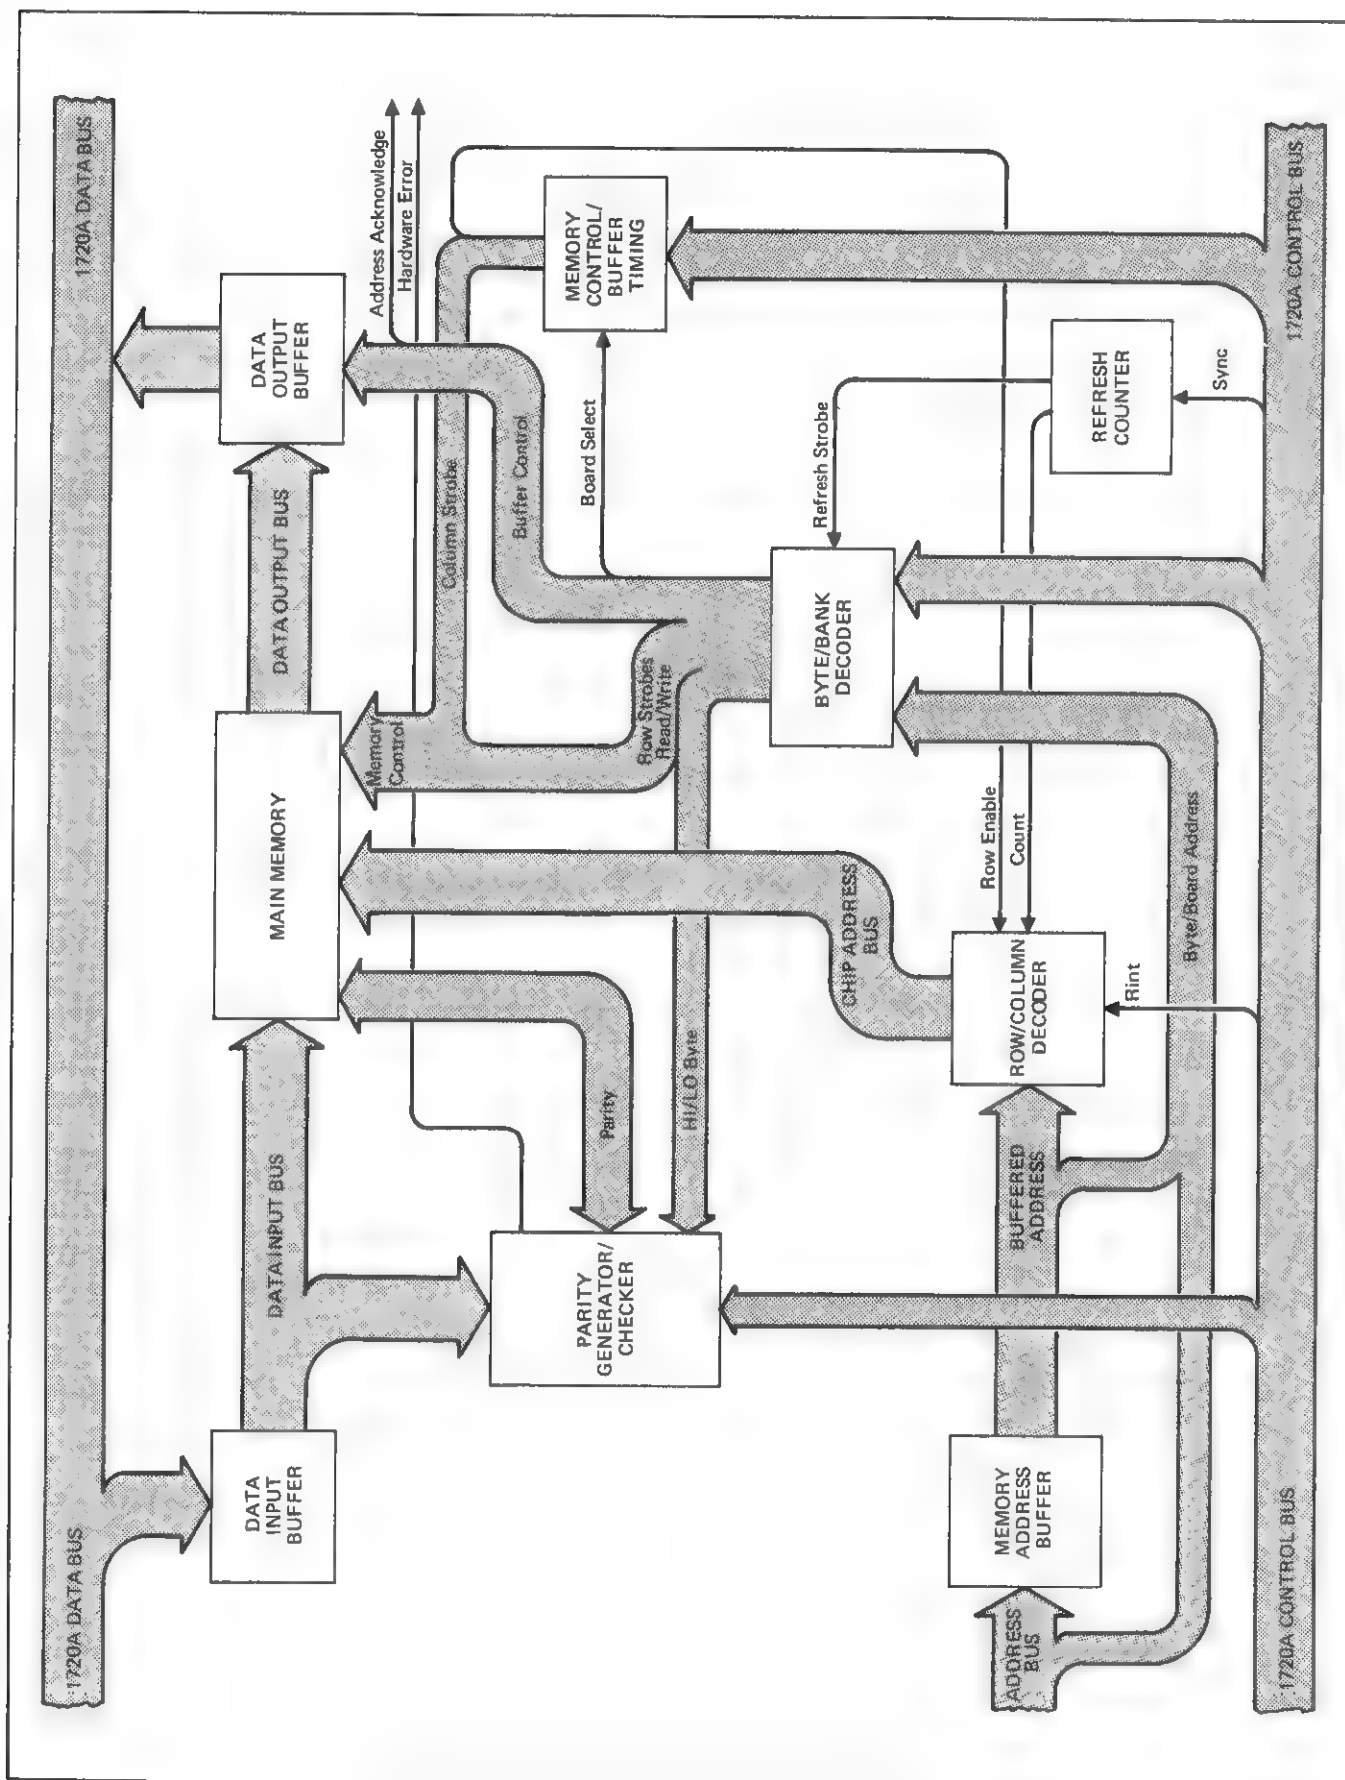 1720A DATA BUS
1720A DATA BUS
DATA
INPUT
BUFFER
DATA INPUT BUS
MAIN MEMORY
DATA OUTPUT BUS
DATA
OUTPUT
BUFFER
Address Acknowledge
Hardware Error
Memory
Control
Column Strobe
Buffer Control
PARITY
GENERATOR/
CHECKER
Parity
HI/LO Byte
Row Strobes
Read/Write
Board Select
MEMORY
CONTROL/
BUFFER
TIMING
CHIP ADDRESS
BUS
BYTE/BANK
DECODER
Refresh Strobe
ADDRESS
BUS
MEMORY
ADDRESS
BUFFER
BUFFERED
ADDRESS
ROW/COLUMN
DECODER
Row Enable
Count
REFRESH
COUNTER
Rint
Byte/Board Address
Sync
1720A CONTROL BUS
1720A CONTROL BUS